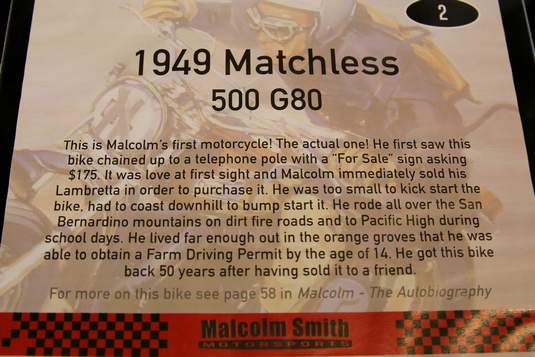 2
1949 Matchless
500 G80
This is Malcolm's first motorcycle! The actual one! He first saw this
bike chained up to a telephone pole with a "For Sale" sign asking
$175. It was love at first sight and Malcolm immediately sold his
Lambretta in order to purchase it. He was too small to kick start the
bike, had to coast downhill to bump start it. He rode all over the San
Bernardino mountains on dirt fire roads and to Pacific High during
school days. He lived far enough out in the orange groves that he was
able to obtain a Farm Driving Permit by the age of 14. He got this bike
back 50 years after having sold it to a friend.
For more on this bike see page 58 in Malcolm - The Autobiography
Malcolm Smith
MOTORSPORTS